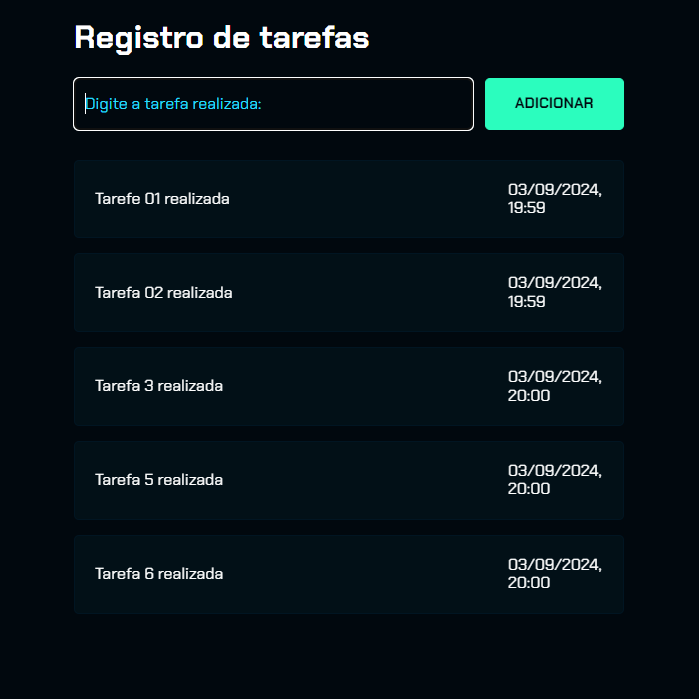 Registro de tarefas
Digite a tarefa realizada:
ADICIONAR
Tarefe 01 realizada
03/09/2024,
19:59
Tarefa 02 realizada
03/09/2024,
19:59
Tarefa 3 realizada
03/09/2024,
20:00
Tarefa 5 realizada
03/09/2024,
20:00
Tarefa 6 realizada
03/09/2024,
20:00